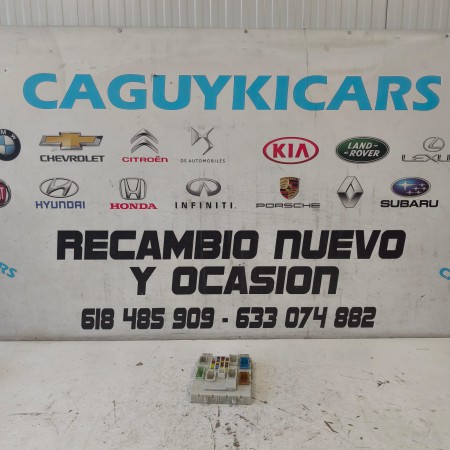 CAGUYKICARS
CHEVROLET CITROËN DS AUTOMOBILES KIA LAND-ROVER LEXUS
HYUNDAI HONDA INFINITI PORSCHE RENAULT SUBARU
RECAMBIO NUEVO
Y OCASION
618 485 909 - 633 074 882